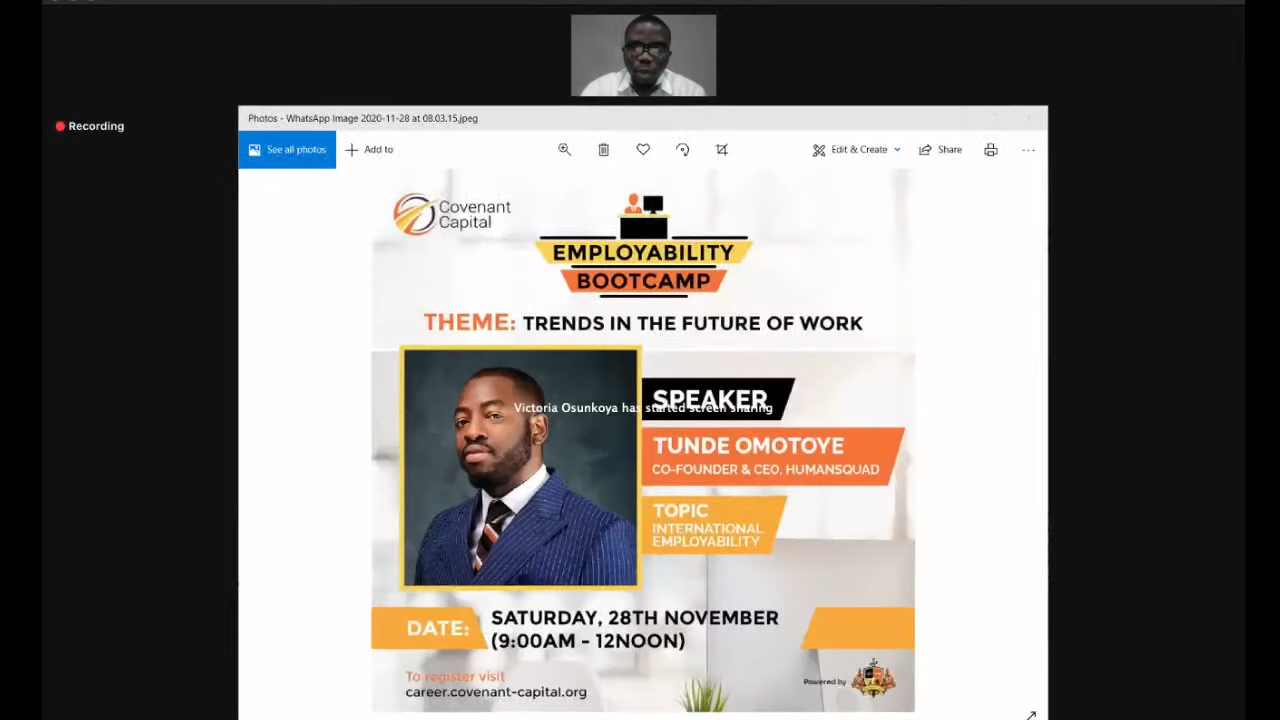 Recording
Photos - WhatsApp Image 2020-11-28 at 08.03.15.jpeg
See all photos
Add to
Edit & Create
Share
Covenant
Capital
EMPLOYABILITY
BOOTCAMP
THEME: TRENDS IN THE FUTURE OF WORK
SPEAKER
Victoria Osunkoya has started screen sharing
TUNDE OMOTOYE
CO-FOUNDER & CEO, HUMANSQUAD
TOPIC
INTERNATIONAL
EMPLOYABILITY
DATE: SATURDAY, 28TH NOVEMBER
(9:00AM - 12NOON)
To register visit
career.covenant-capital.org
Powered by